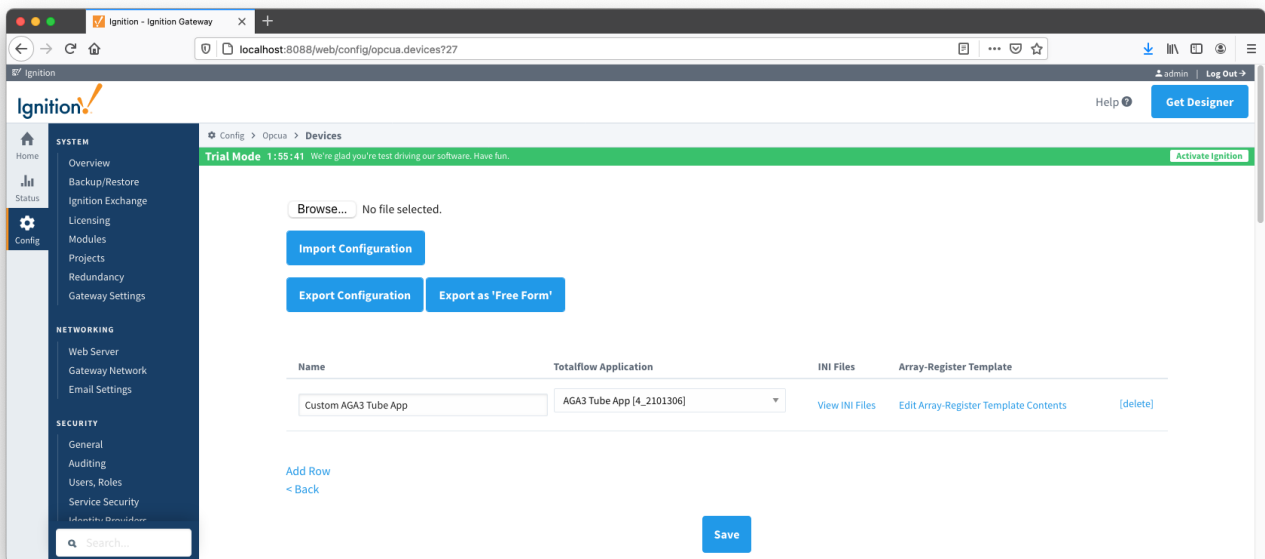 Ignition - Ignition Gateway
localhost:8088/web/config/opcua.devices?27
Ignition
admin | Log Out
Ignition!
Help
Get Designer
Home
Status
Config
SYSTEM
Overview
Backup/Restore
Ignition Exchange
Licensing
Modules
Projects
Redundancy
Gateway Settings
NETWORKING
Web Server
Gateway Network
Email Settings
SECURITY
General
Auditing
Users, Roles
Service Security
Identity Providers
Search...
Config > Opcua > Devices
Trial Mode 1:55:41 We're glad you're test driving our software. Have fun.
Activate Ignition
Browse... No file selected.
Import Configuration
Export Configuration
Export as 'Free Form'
Name Totalflow Application INI Files Array-Register Template
Custom AGA3 Tube App AGA3 Tube App [4_2101306] View INI Files Edit Array-Register Template Contents [delete]
Add Row
< Back
Save